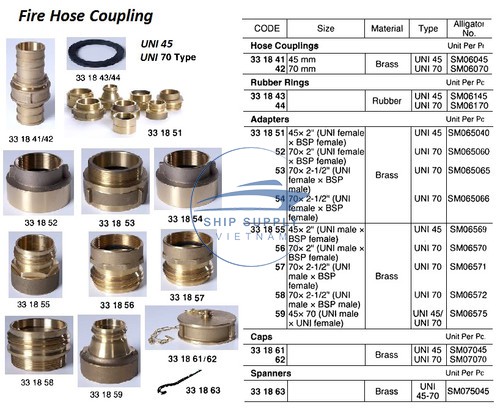 Fire Hose Coupling
UNI 45
UNI 70 Type
33 18 41/42
33 18 43/44
33 18 51
33 18 52
33 18 53
33 18 54
33 18 55
33 18 56
33 18 57
33 18 58
33 18 59
33 18 61/62
33 18 63
SHIP SUPPLY
VIETNAM
CODE Size Material Type Alligator
No.
Unit Per Pc
Hose Couplings Unit Per Pc
33 18 41 45 mm Brass UNI 45 SM06045
42 70 mm UNI 70 SM06070
Rubber Rings Unit Per Pc
33 18 43 Rubber UNI 45 SM06145
44 UNI 70 SM06170
Adapters Unit Per Pc
33 18 51 45× 2" (UNI female UNI 45 SM065040
× BSP female)
52 70× 2" (UNI female UNI 70 SM065060
× BSP female)
53 70× 2-1/2" (UNI UNI 70 SM065065
female × BSP Brass
male)
54 70× 2-1/2" (UNI UNI 70 SM065066
female × BSP
female)
33 18 55 45× 2" (UNI male × UNI 45 SM06569
BSP female)
56 70× 2" (UNI male × UNI 70 SM06570
BSP female)
57 70× 2-1/2" (UNI UNI 70 SM06571
male × BSP Brass
female)
58 70× 2-1/2" (UNI UNI 70 SM06572
male × BSP male)
59 45× 70 (UNI male UNI 45/ SM06575
× UNI female) UNI 70
Caps Unit Per Pc
33 18 61 Brass UNI 45 SM07045
62 UNI 70 SM07070
Spanners Unit Per Pc
33 18 63 Brass UNI
45-70 SM075045